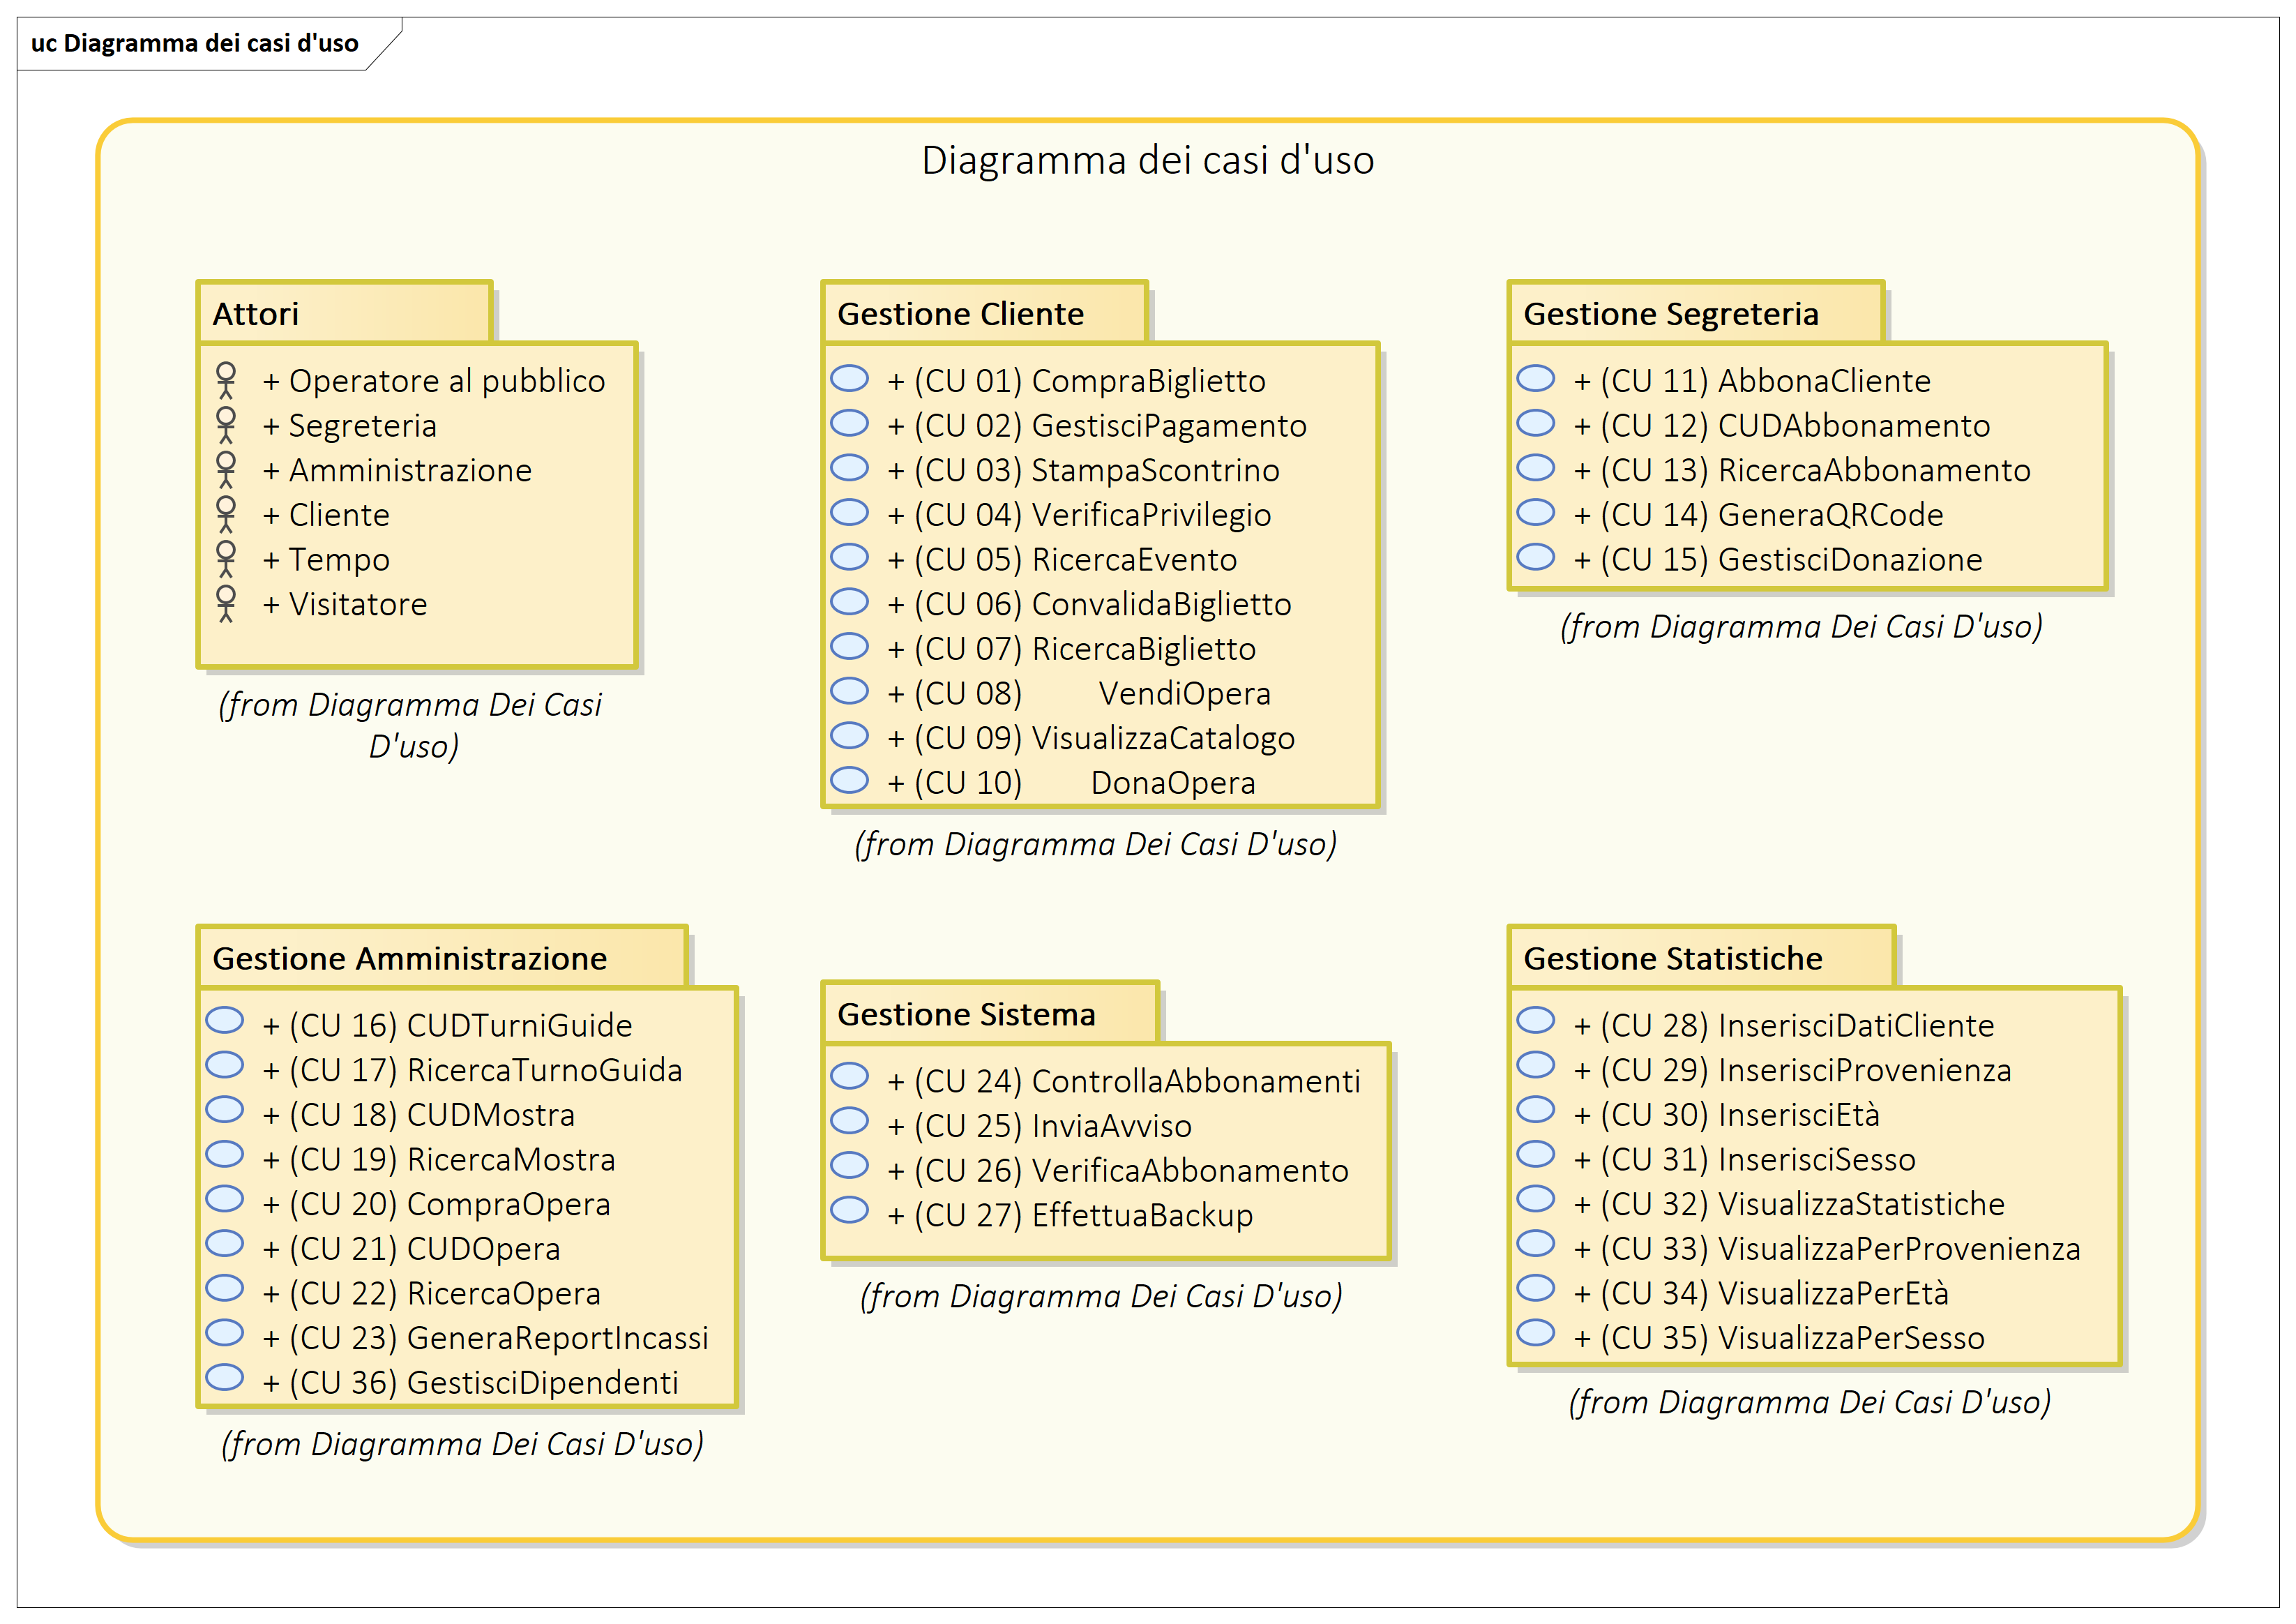 uc Diagramma dei casi d'uso
Diagramma dei casi d'uso
Attori
+ Operatore al pubblico
+ Segreteria
+ Amministrazione
+ Cliente
+ Tempo
+ Visitatore
(from Diagramma Dei Casi
D'uso)
Gestione Cliente
+ (CU 01) CompraBiglietto
+ (CU 02) GestisciPagamento
+ (CU 03) StampaScontrino
+ (CU 04) VerificaPrivilegio
+ (CU 05) RicercaEvento
+ (CU 06) ConvalidaBiglietto
+ (CU 07) RicercaBiglietto
+ (CU 08) VendiOpera
+ (CU 09) VisualizzaCatalogo
+ (CU 10) DonaOpera
(from Diagramma Dei Casi D'uso)
Gestione Segreteria
+ (CU 11) AbbonaCliente
+ (CU 12) CUDAbbonamento
+ (CU 13) RicercaAbbonamento
+ (CU 14) GeneraQRCode
+ (CU 15) GestisciDonazione
(from Diagramma Dei Casi D'uso)
Gestione Amministrazione
+ (CU 16) CUDTurniGuide
+ (CU 17) RicercaTurnoGuida
+ (CU 18) CUDMostra
+ (CU 19) RicercaMostra
+ (CU 20) CompraOpera
+ (CU 21) CUDOpera
+ (CU 22) RicercaOpera
+ (CU 23) GeneraReportIncassi
+ (CU 36) GestisciDipendenti
(from Diagramma Dei Casi D'uso)
Gestione Sistema
+ (CU 24) ControllaAbbonamenti
+ (CU 25) InviaAvviso
+ (CU 26) VerificaAbbonamento
+ (CU 27) EffettuaBackup
(from Diagramma Dei Casi D'uso)
Gestione Statistiche
+ (CU 28) InserisciDatiCliente
+ (CU 29) InserisciProvenienza
+ (CU 30) InserisciEtà
+ (CU 31) InserisciSesso
+ (CU 32) VisualizzaStatistiche
+ (CU 33) VisualizzaPerProvenienza
+ (CU 34) VisualizzaPerEtà
+ (CU 35) VisualizzaPerSesso
(from Diagramma Dei Casi D'uso)